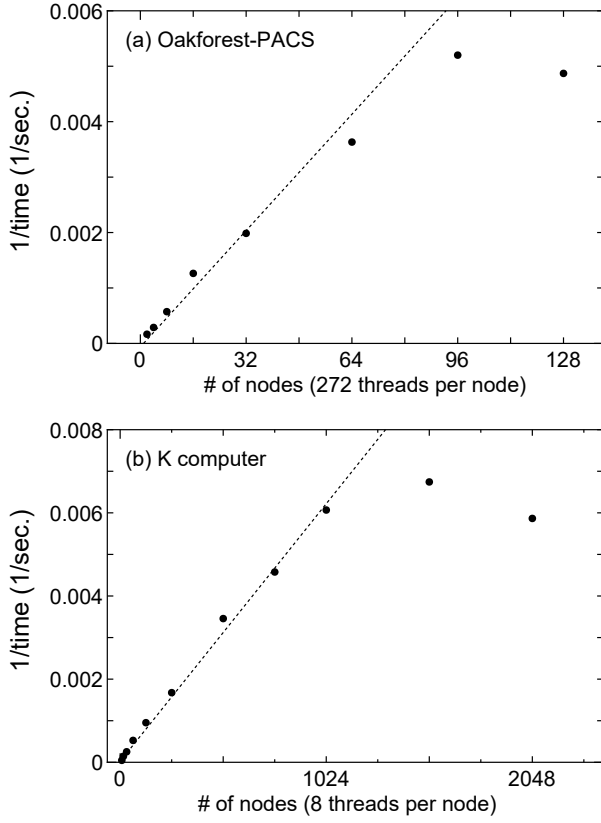 0.006
(a) Oakforest-PACS
0.004
1/time (1/sec.)
0.002
0
0 32 64 96 128
# of nodes (272 threads per node)
0.008
(b) K computer
0.006
1/time (1/sec.)
0.004
0.002
0
0 1024 2048
# of nodes (8 threads per node)